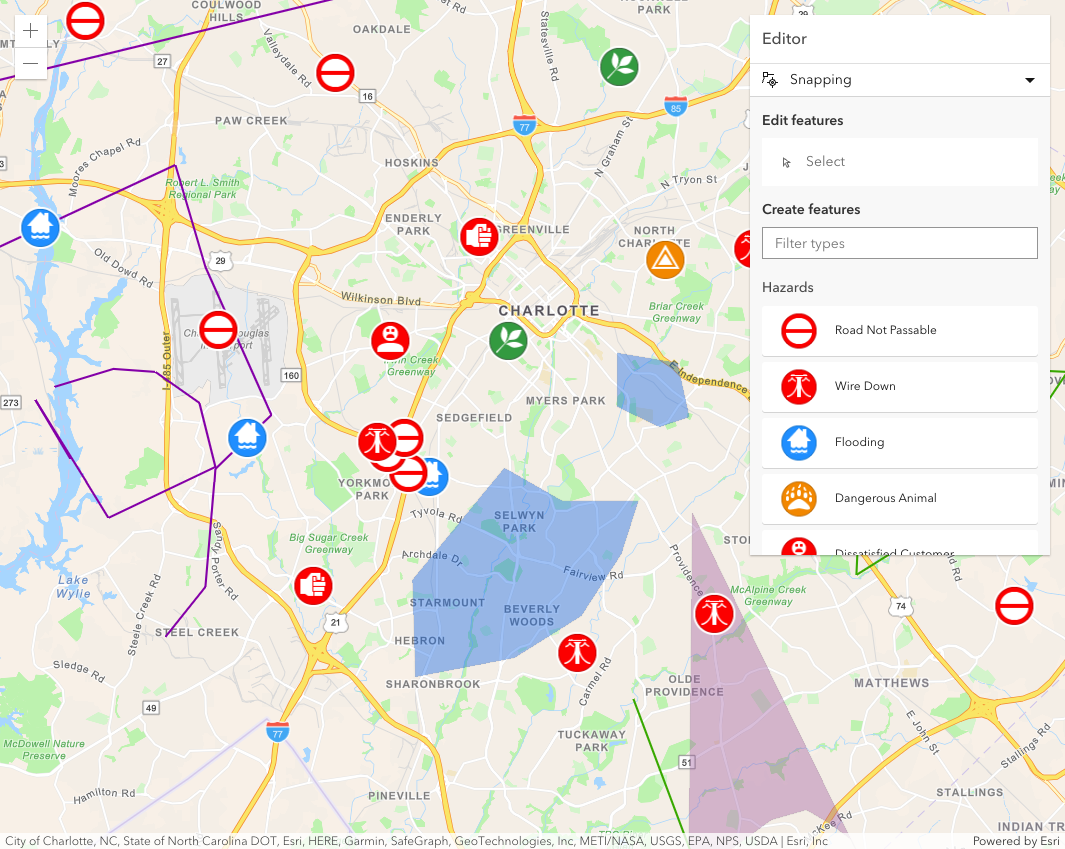 COULWOOD
HILLS
OAKDALE
Statesville Rd
PARK
29
27
Valleydale Rd
16
PAW CREEK
85
77
Moores Chapel Rd
HOSKINS
N Graham St
N Tryon St
Robert L. Smith
Regional Park
ENDERLY
PARK
GREENVILLE
NORTH
CHARLOTTE
Old Dowd Rd
29
Wilkinson Blvd
CHARLOTTE
Briar Creek
Greenway
I-485 Outer
Creek
Greenway
160
E Independence
273
MYERS PARK
SEDGEFIELD
PARK
Tyvola Rd
SELWYN
PARK
Big Sugar Creek
Greenway
Archdale Dr
Fairview Rd
Providence
Sandy Porter Rd
Lake
Wylie
Steele Creek Rd
STARMOUNT
BEVERLY
WOODS
McAlpine Creek
Greenway
74
21
STEEL CREEK
HEBRON
Sledge Rd
SHARONBROOK
Carmel Rd
OLDE
PROVIDENCE
MATTHEWS
49
77
E John St
Stallings Rd
McDowell Nature
Preserve
TUCKAWAY
PARK
51
Hamilton Rd
PINEVILLE
STALLINGS
INDIAN TR
Editor
Snapping
Edit features
Select
Create features
Filter types
Hazards
Road Not Passable
Wire Down
Flooding
Dangerous Animal
Dissatisfied Customer
City of Charlotte, NC, State of North Carolina DOT, Esri, HERE, Garmin, SafeGraph, GeoTechnologies, Inc, METI/NASA, USGS, EPA, NPS, USDA | Esri, Inc
Powered by Esri